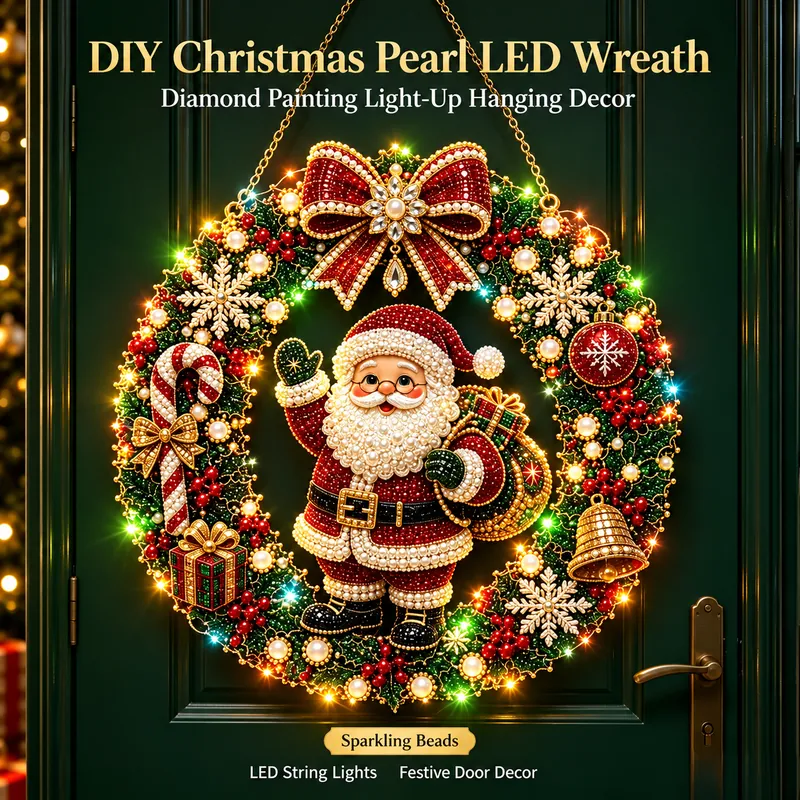 DIY Christmas Pearl LED Wreath
Diamond Painting Light-Up Hanging Decor
Sparkling Beads
LED String Lights Festive Door Decor